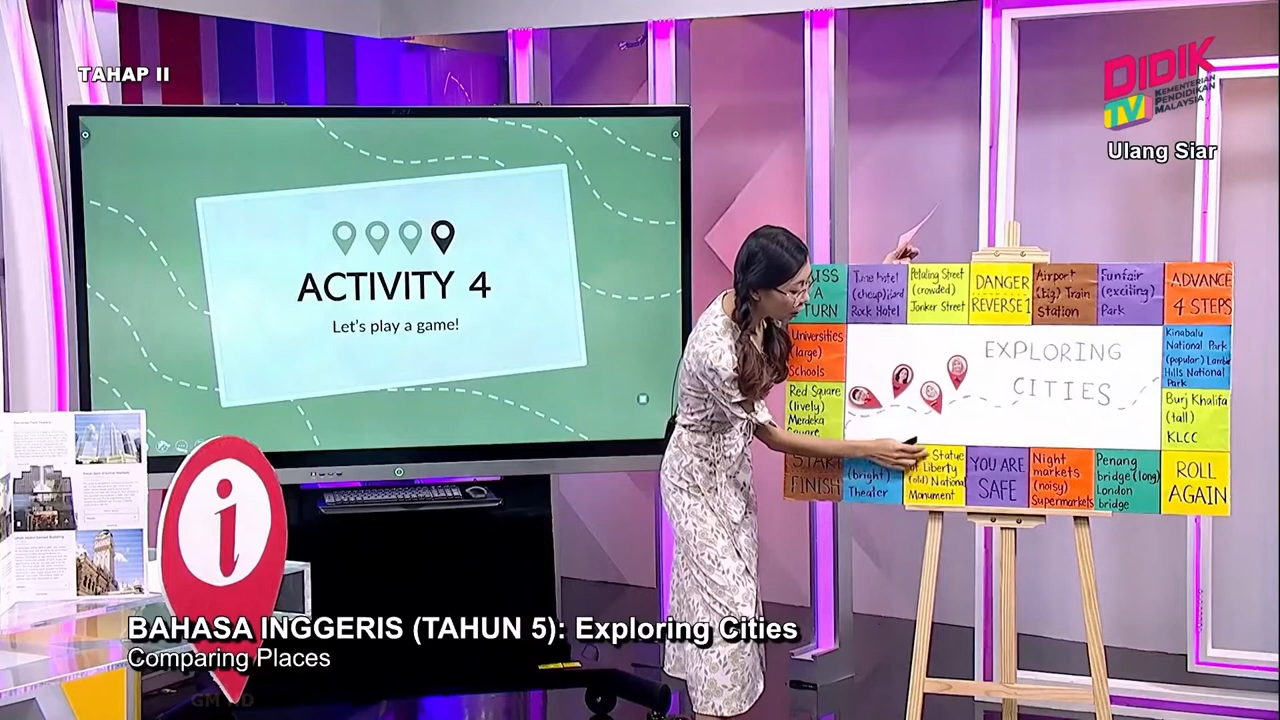 TAHAP II
DIDIK
TV
KEMENTERIAN
PENDIDIKAN
MALAYSIA
Ulang Siar
ACTIVITY 4
Let's play a game!
ISS
A
TURN
Tune hotel
(cheap) Hard
Rock Hotel
Petaling Street
(crowded)
Jonker Street
DANGER
REVERSE 1
Airport
(big) Train
Station
Funfair
(exciting)
Park
ADVANCE
4 STEPS
Universities
(large)
Schools
Red Square
(lively)
Merdeka
Square
EXPLORING
CITIES
Kinabalu
National Park
(popular) Lambir
Hills National
Park
Burj Khalifa
(tall)
KLCC
START
FINISH
(bright)
Theater
Statue
of Liberty
(old) National
Monument
YOU ARE
SAFE
Night
markets
(noisy)
Supermarkets
Penang
bridge (long)
London
bridge
ROLL
AGAIN
i
BAHASA INGGERIS (TAHUN 5): Exploring Cities
Comparing Places